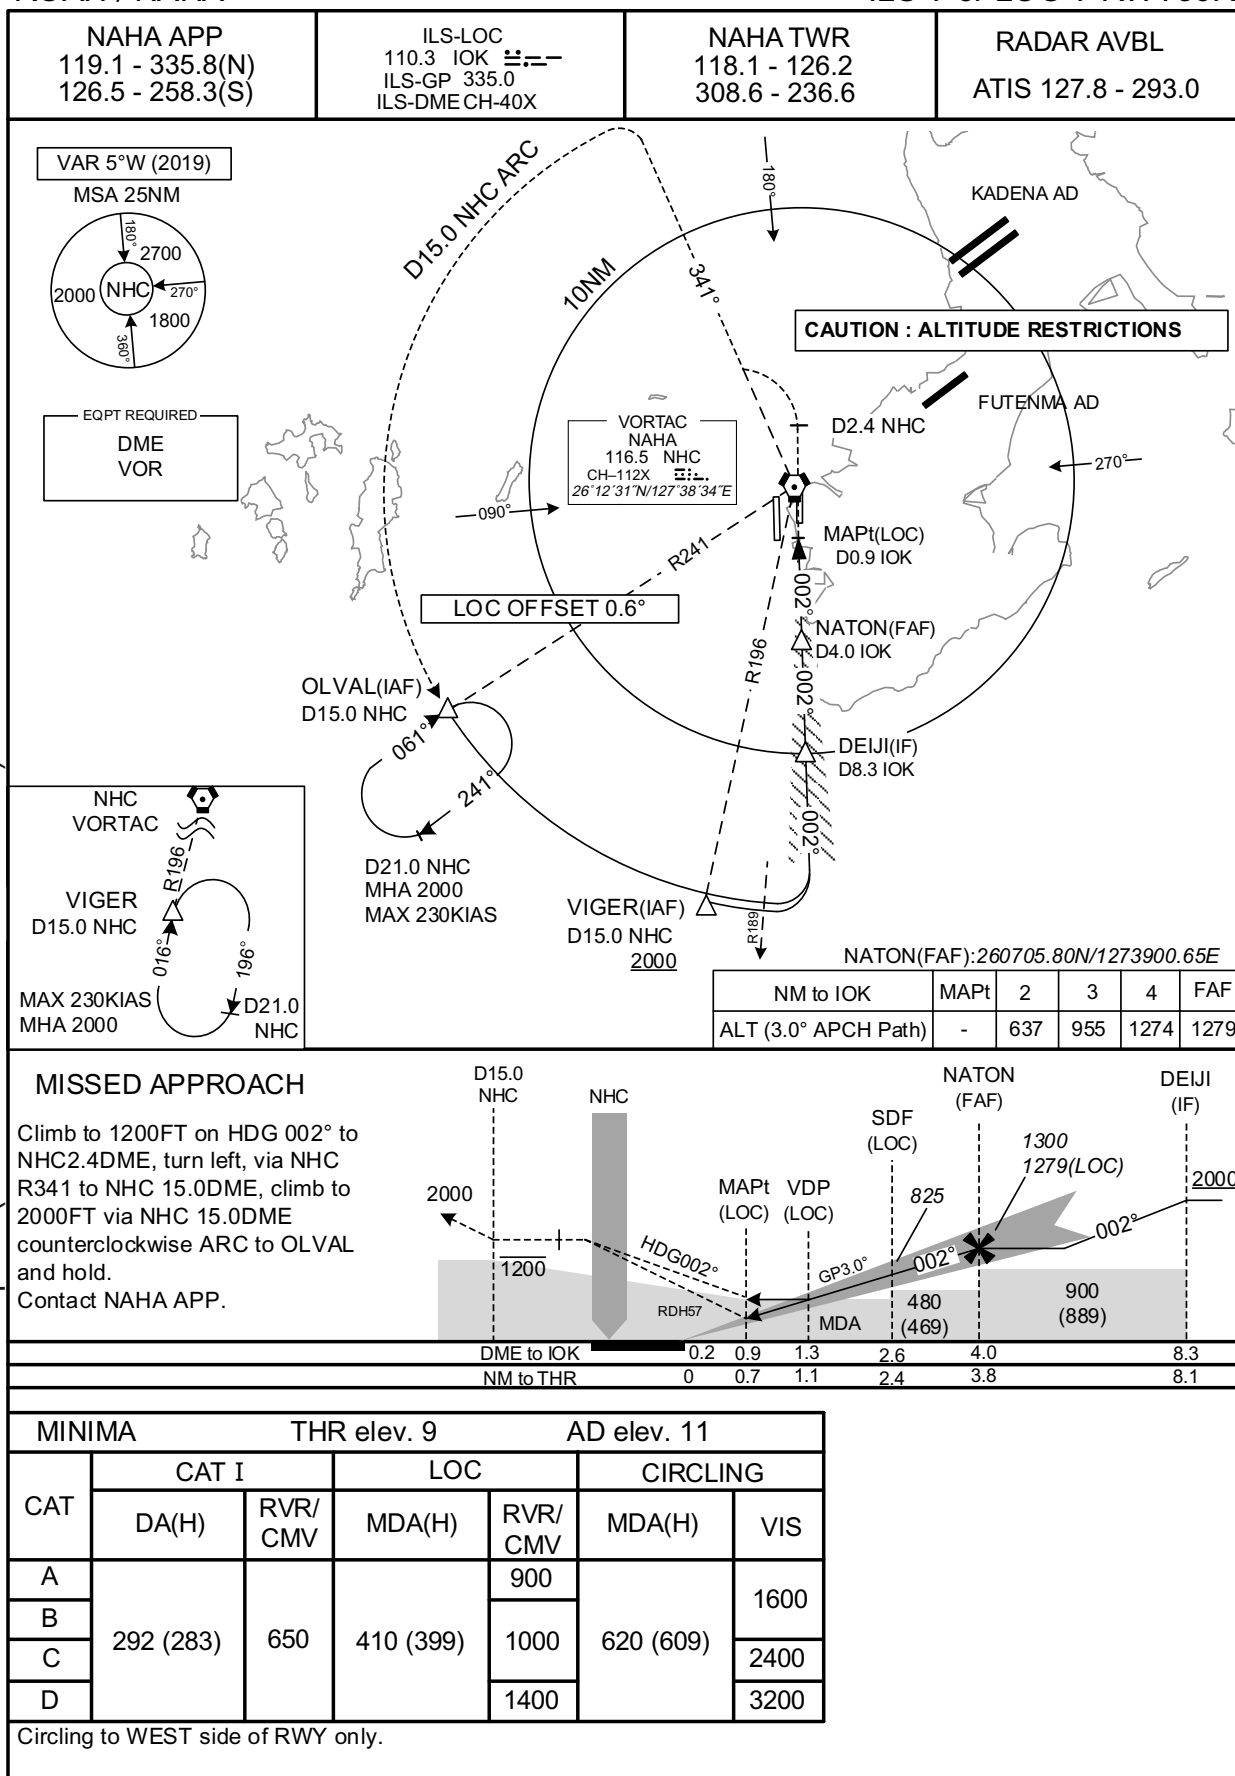 NAHA APP
119.1 - 335.8(N)
126.5 - 258.3(S)
ILS-LOC
110.3 IOK
ILS-GP 335.0
ILS-DME CH-40X
NAHA TWR
118.1 - 126.2
308.6 - 236.6
RADAR AVBL
ATIS 127.8 - 293.0
VAR 5°W (2019)
MSA 25NM
180°
2700
2000
NHC
270°
1800
360°
EQPT REQUIRED
DME
VOR
D15.0 NHC ARC
10NM
341°
180°
KADENA AD
CAUTION : ALTITUDE RESTRICTIONS
FUTENMA AD
VORTAC
NAHA
116.5 NHC
CH–112X
26°12′31″N/127°38′34″E
D2.4 NHC
270°
090°
R241
MAPt(LOC)
D0.9 IOK
002°
LOC OFFSET 0.6°
NATON(FAF)
D4.0 IOK
R196
002°
OLVAL(IAF)
D15.0 NHC
061°
241°
DEIJI(IF)
D8.3 IOK
002°
D21.0 NHC
MHA 2000
MAX 230KIAS
VIGER(IAF)
D15.0 NHC
2000
R189
NHC
VORTAC
R196
VIGER
D15.0 NHC
016°
196°
MAX 230KIAS
MHA 2000
D21.0
NHC
NATON(FAF):260705.80N/1273900.65E
NM to IOK MAPt 2 3 4 FAF
ALT (3.0° APCH Path) - 637 955 1274 1279
MISSED APPROACH
Climb to 1200FT on HDG 002° to
NHC2.4DME, turn left, via NHC
R341 to NHC 15.0DME, climb to
2000FT via NHC 15.0DME
counterclockwise ARC to OLVAL
and hold.
Contact NAHA APP.
D15.0
NHC
NHC
NATON
(FAF)
DEIJI
(IF)
SDF
(LOC)
1300
1279(LOC)
2000
MAPt
(LOC)
VDP
(LOC)
825
2000
002°
HDG002°
GP3.0°
002°
1200
RDH57
MDA
480
(469)
900
(889)
DME to IOK 0.2 0.9 1.3 2.6 4.0 8.3
NM to THR 0 0.7 1.1 2.4 3.8 8.1
MINIMA THR elev. 9 AD elev. 11
CAT CAT I LOC CIRCLING
DA(H) RVR/CMV MDA(H) RVR/CMV MDA(H) VIS
A 292 (283) 650 410 (399) 900 620 (609) 1600
B 1000
C 2400
D 1400 3200
Circling to WEST side of RWY only.